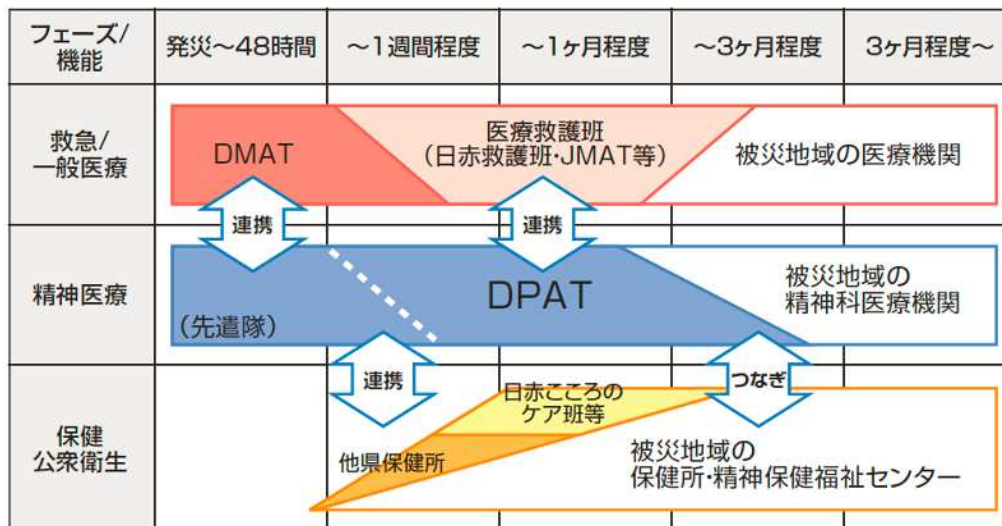 フェーズ/
機能
発災～48時間
～1週間程度
～1ヶ月程度
～3ヶ月程度
3ヶ月程度～
救急/
一般医療
DMAT
医療救護班
（日赤救護班・JMAT等）
被災地域の医療機関
連携
連携
精神医療
（先遣隊）
DPAT
被災地域の
精神科医療機関
連携
つなぎ
保健
公衆衛生
日赤こころの
ケア班等
他県保健所
被災地域の
保健所・精神保健福祉センター